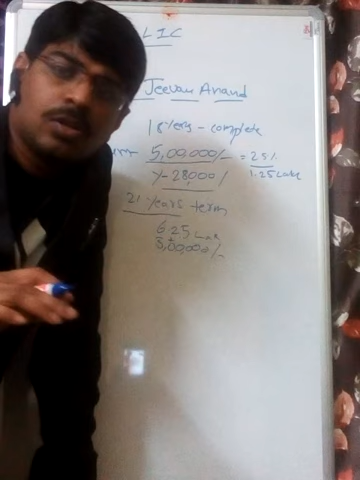 LIC
Jeevan Anand
18 years - complete
5,00,000/- = 25%
Y- 28,000/ 1.25 Lakh
21 years term
6.25 Lak
5,00,000/-